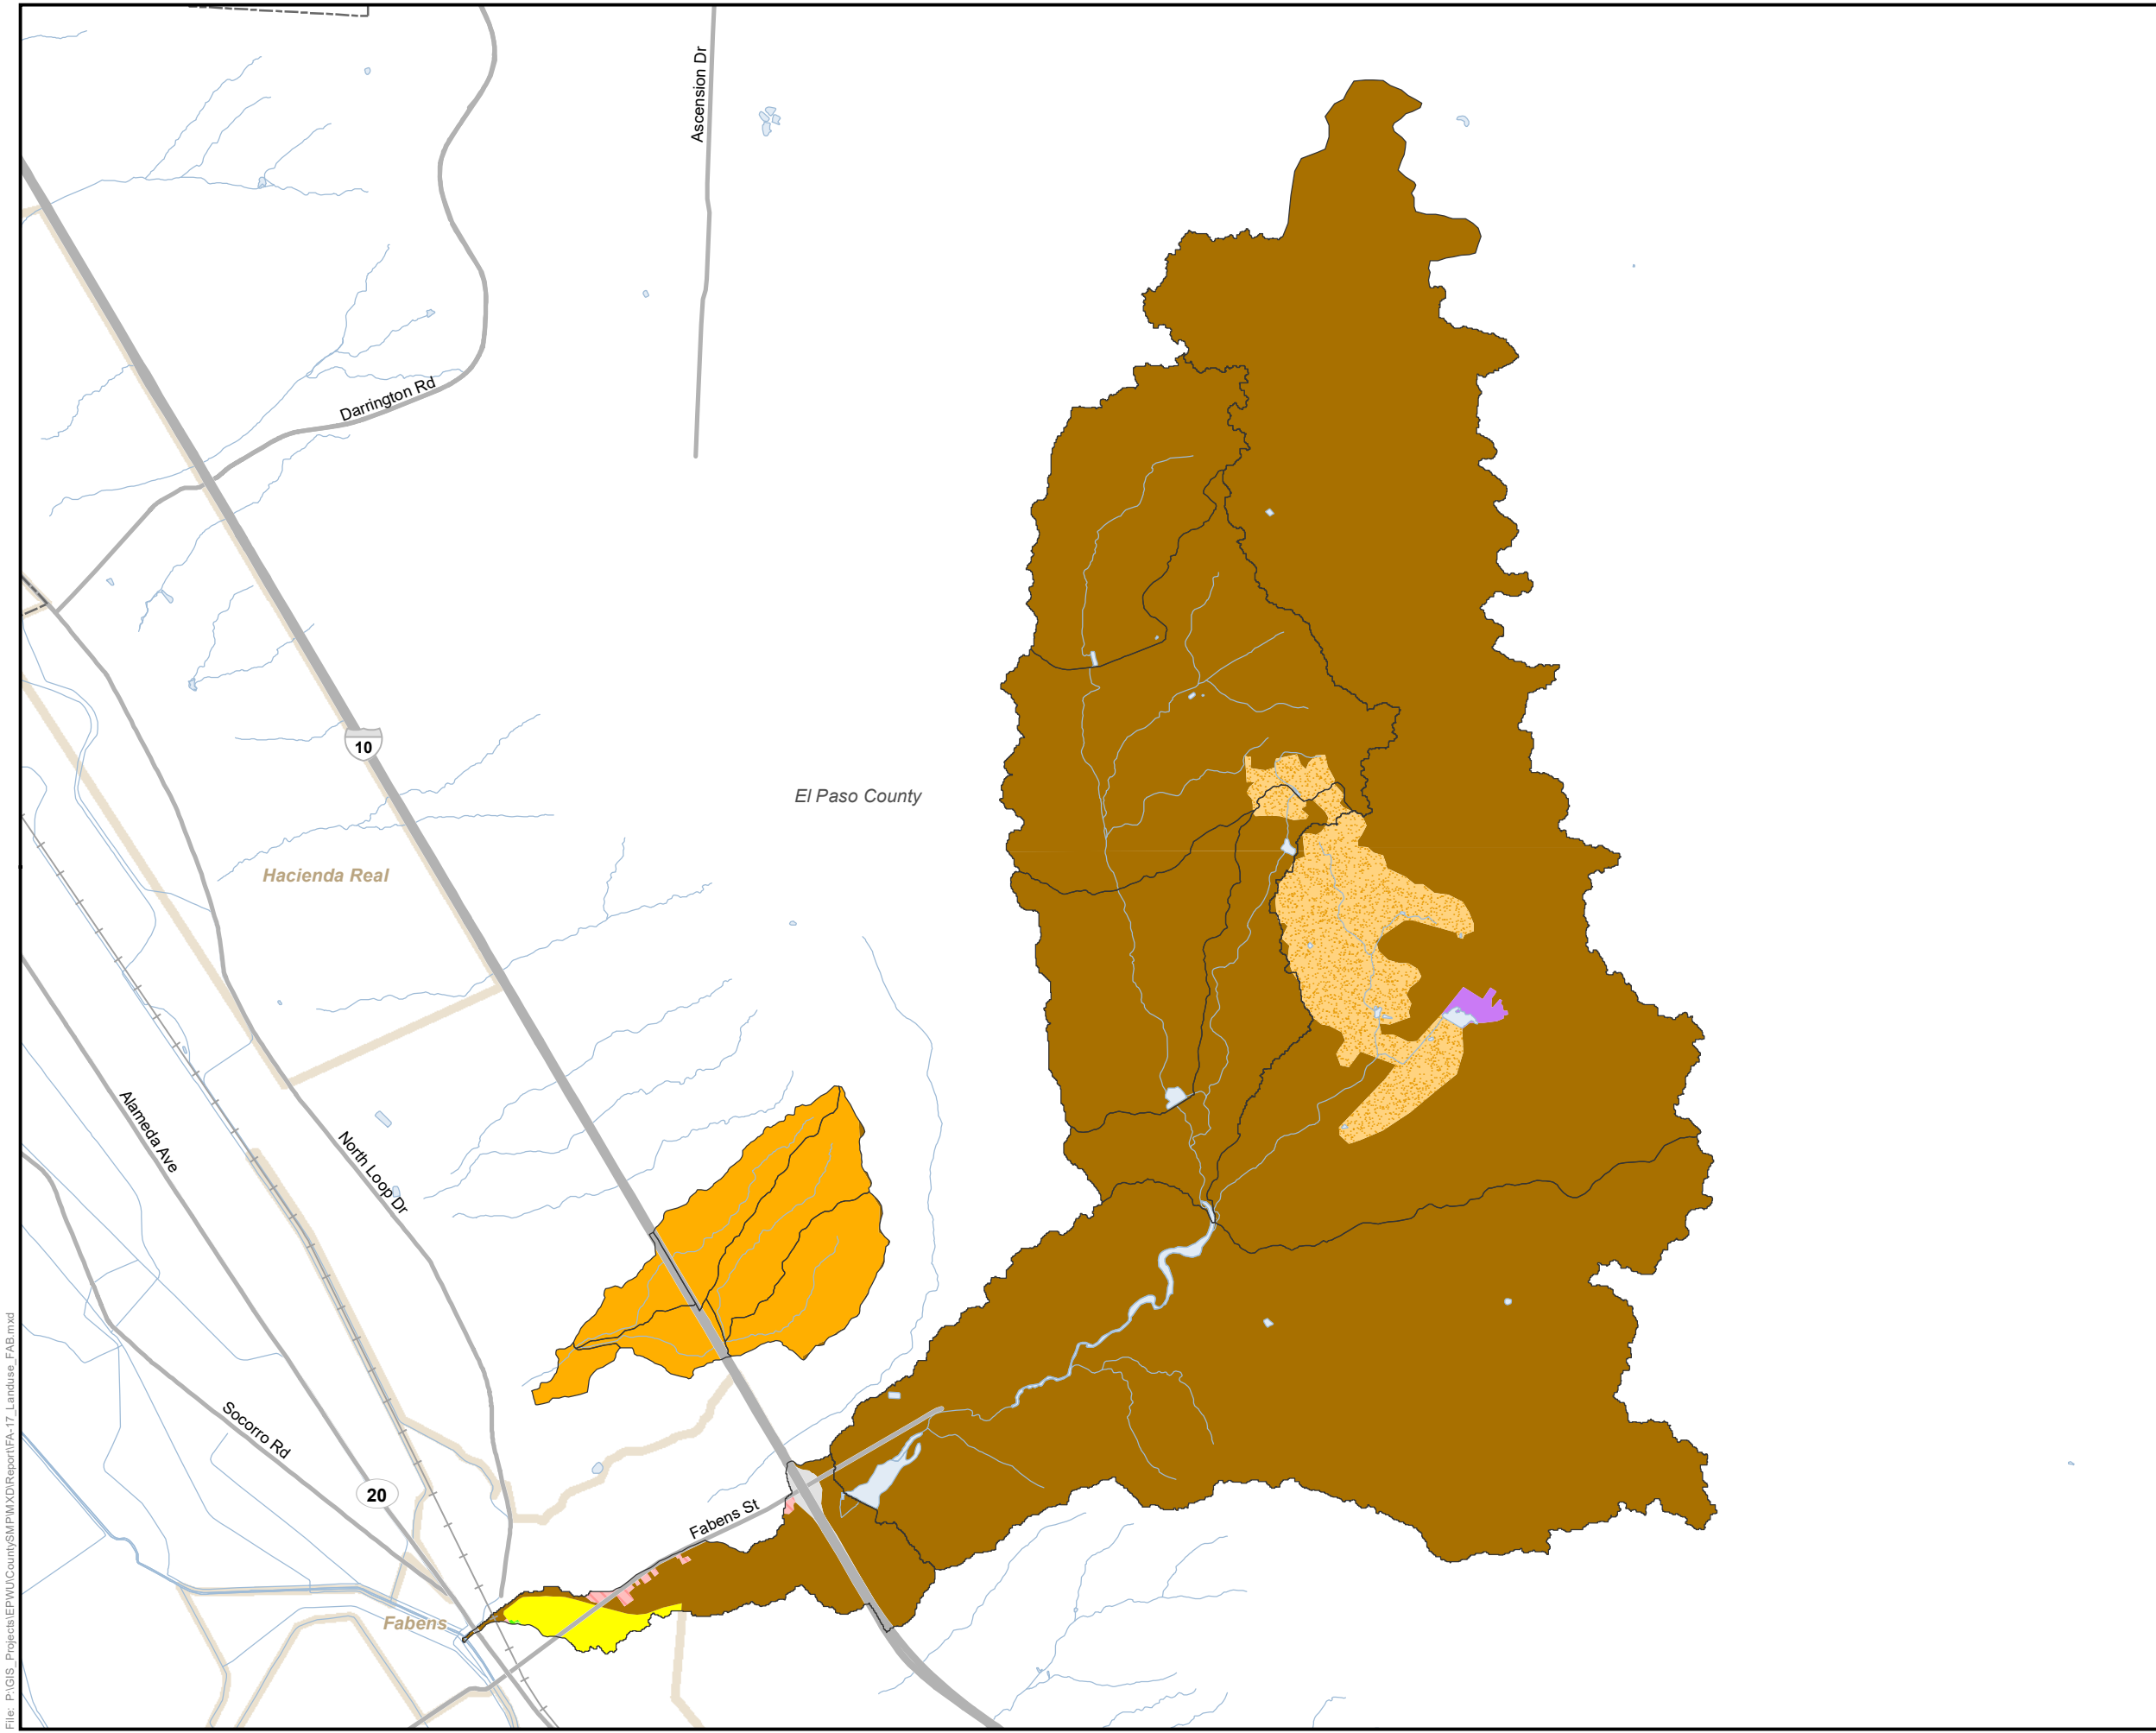 Ascension Dr
Darrington Rd
10
El Paso County
Hacienda Real
Alameda Ave
North Loop Dr
Socorro Rd
20
Fabens St
Fabens
File: P:\GIS_Projects\EPWU\CountySMP\MXD\Report\FA-17_Landuse_FAB.mxd